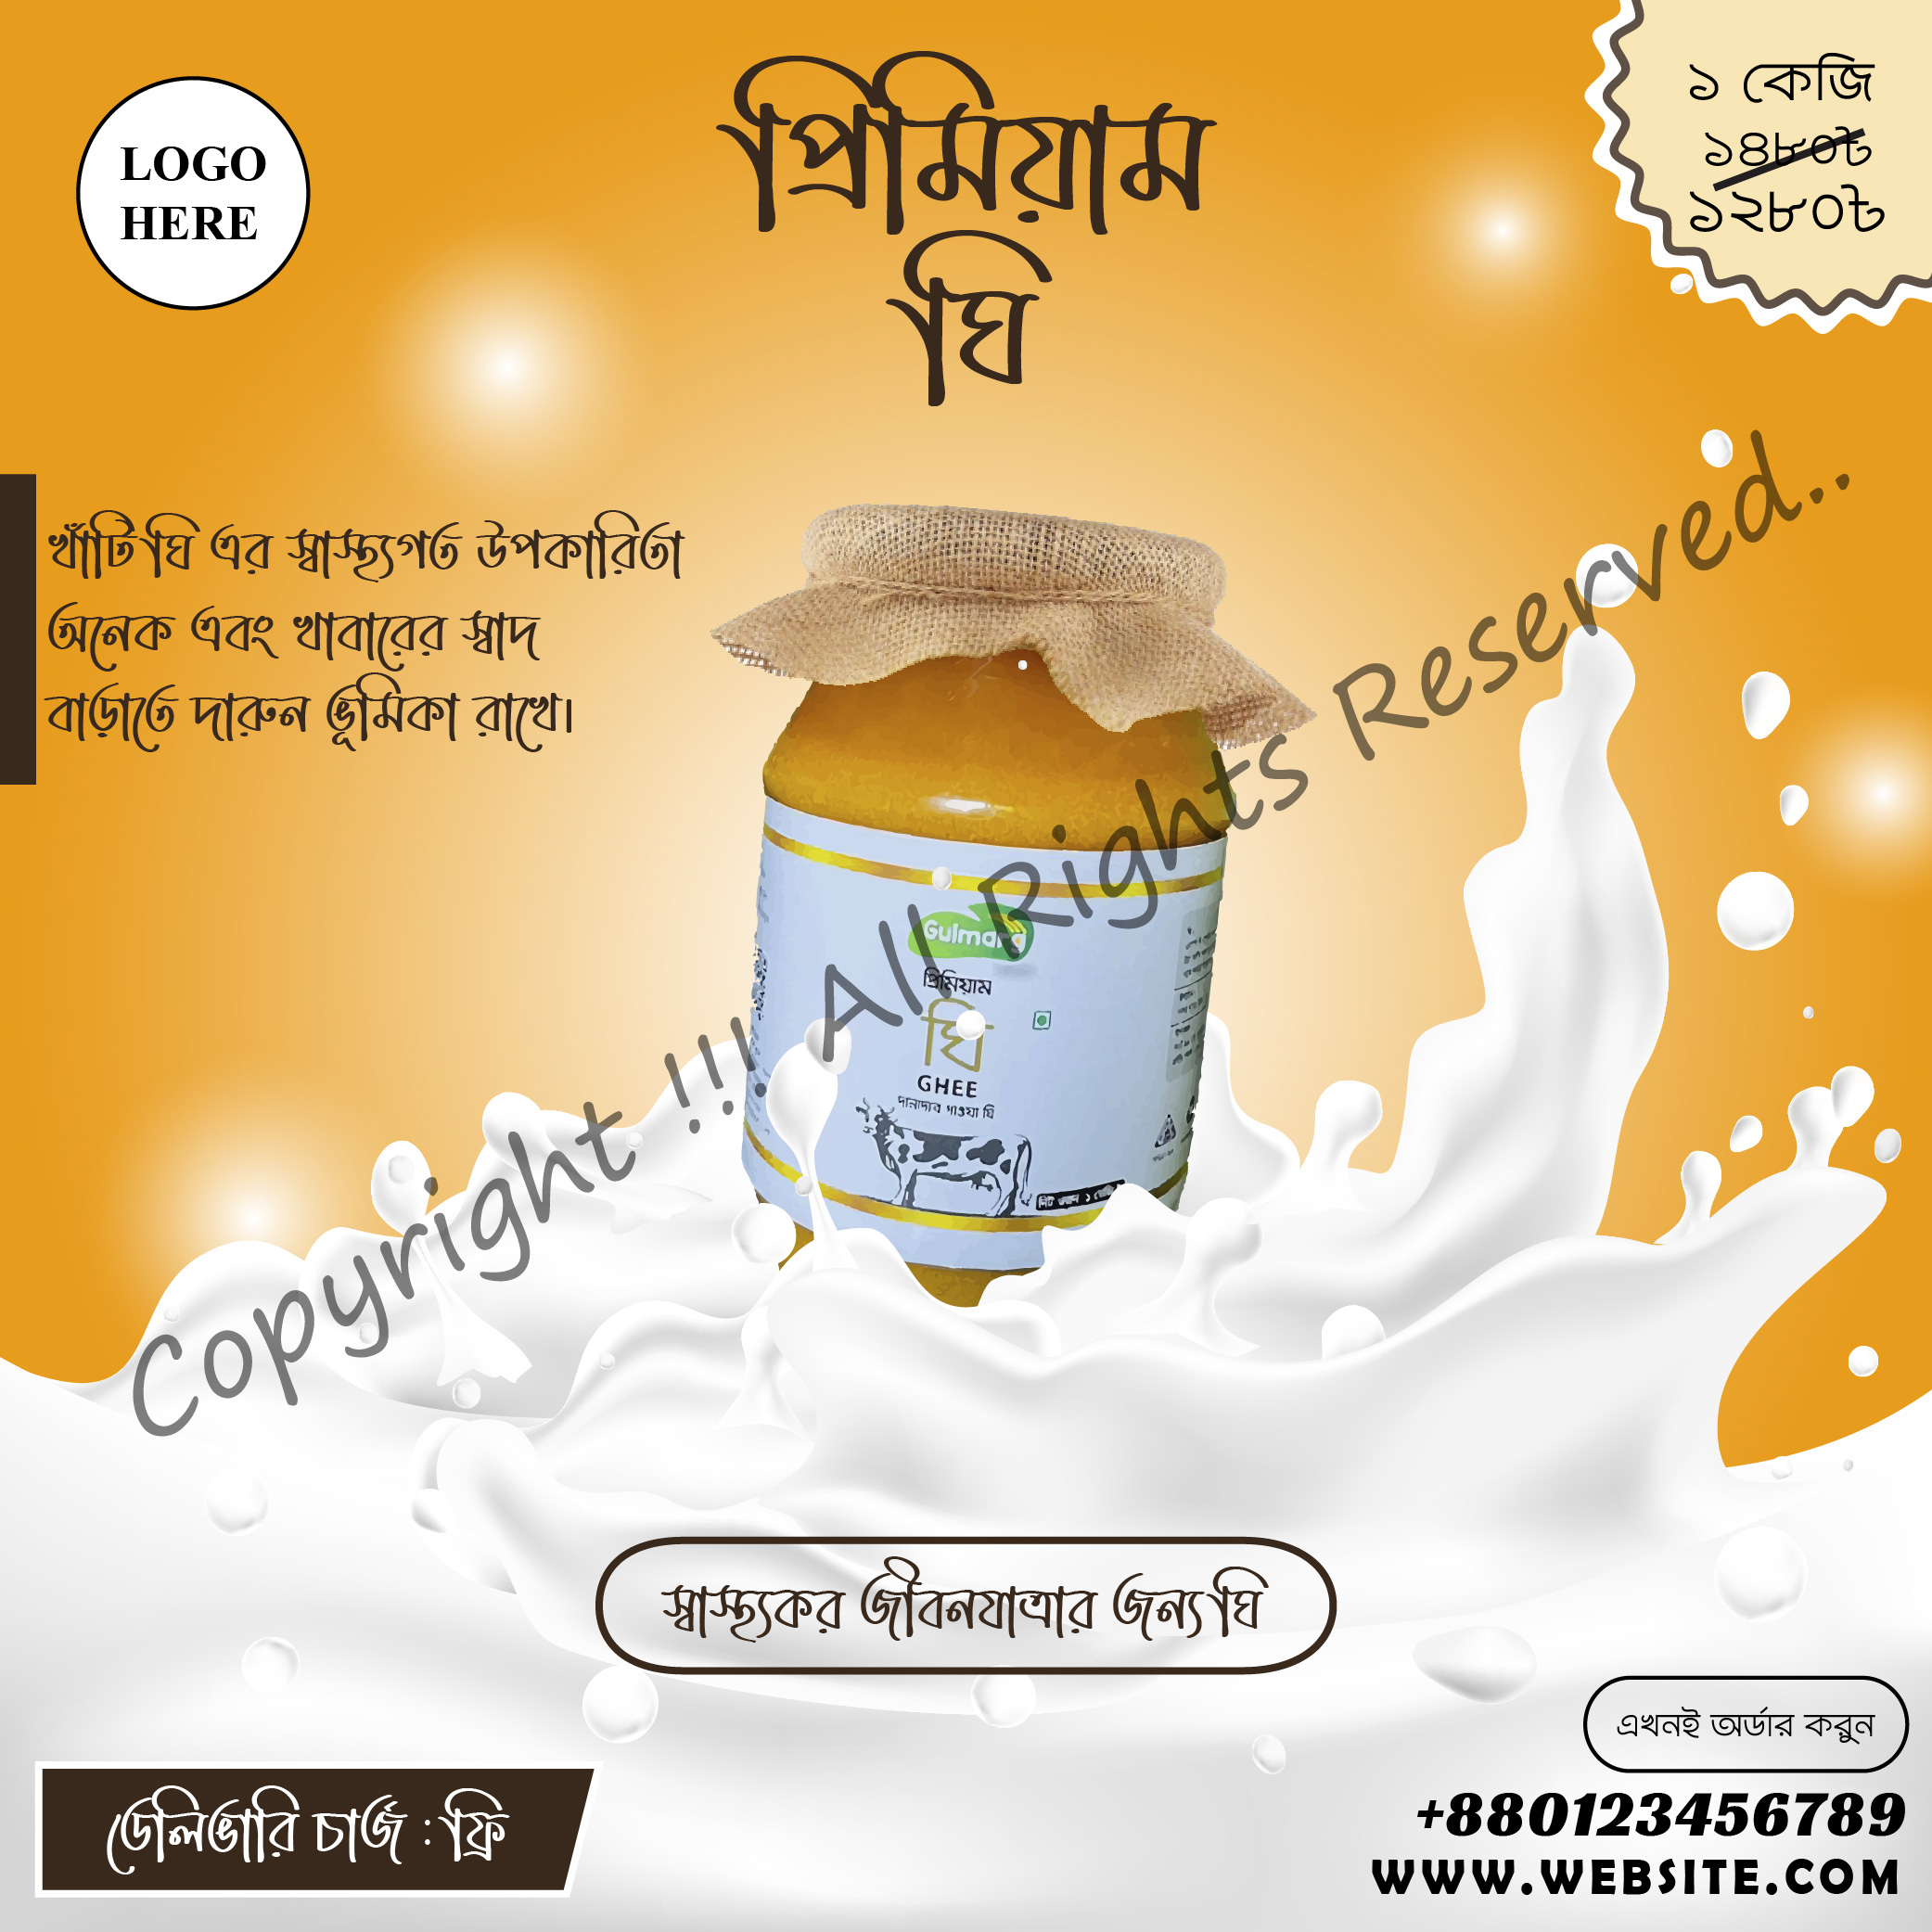 LOGO
HERE
প্রিমিয়াম
ঘি
১ কেজি
১৪৮০৳
১২৮০৳
খাঁটি ঘি এর স্বাস্থ্যগত উপকারিতা
অনেক এবং খাবারের স্বাদ
বাড়াতে দারুন ভূমিকা রাখে।
Copyright !!! All Rights Reserved..
Gulmarg
প্রিমিয়াম
ঘি
GHEE
দানাদার গাওয়া ঘি
স্বাস্থ্যকর জীবনযাত্রার জন্য ঘি
এখনই অর্ডার করুন
ডেলিভারি চার্জ : ফ্রি
+880123456789
WWW.WEBSITE.COM